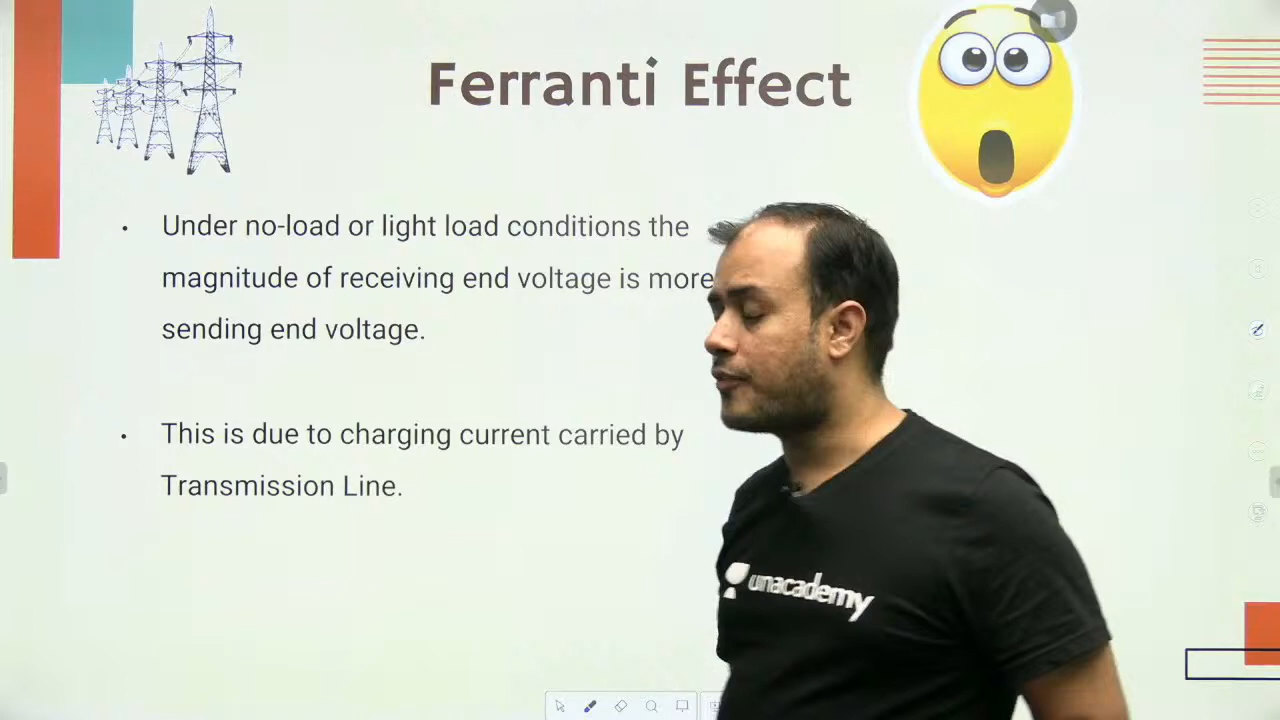 Ferranti Effect
• Under no-load or light load conditions the
magnitude of receiving end voltage is more
sending end voltage.
• This is due to charging current carried by
Transmission Line.
unacademy